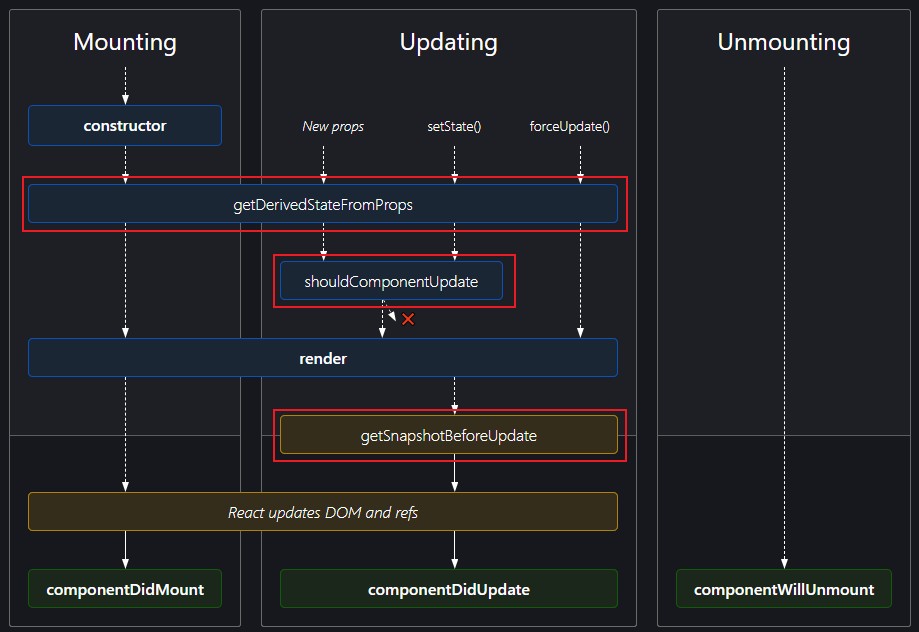 Mounting
Updating
Unmounting
constructor
New props
setState()
forceUpdate()
getDerivedStateFromProps
shouldComponentUpdate
render
getSnapshotBeforeUpdate
React updates DOM and refs
componentDidMount
componentDidUpdate
componentWillUnmount